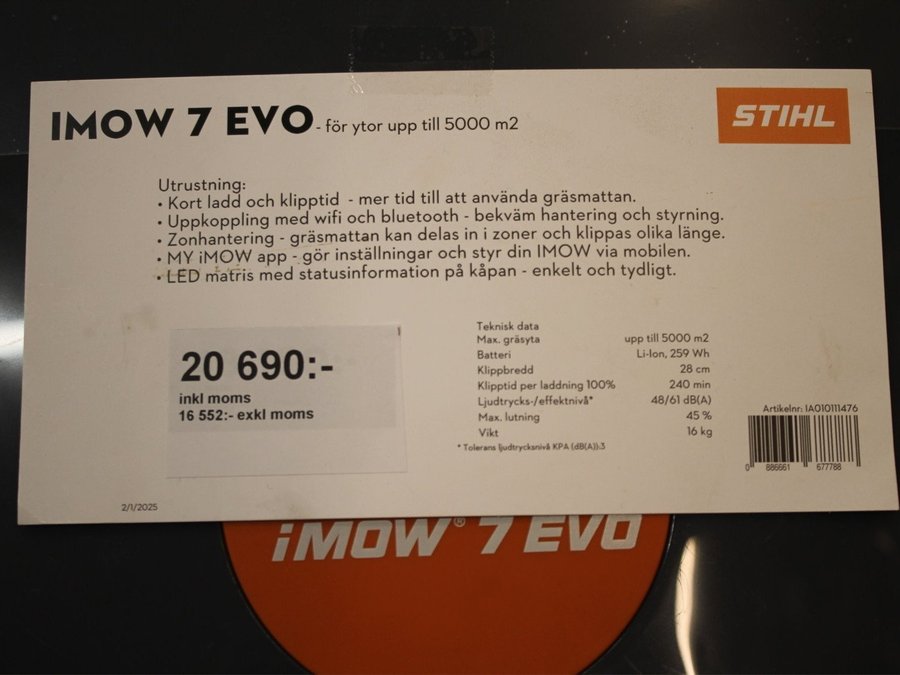 IMOW 7 EVO - för ytor upp till 5000 m2
STIHL
Utrustning:
• Kort ladd och klipptid - mer tid till att använda gräsmattan.
• Uppkoppling med wifi och bluetooth - bekväm hantering och styrning.
• Zonhantering - gräsmattan kan delas in i zoner och klippas olika länge.
• MY iMOW app - gör inställningar och styr din IMOW via mobilen.
• LED matris med statusinformation på kåpan - enkelt och tydligt.
20 690:-
inkl moms
16 552:- exkl moms
Teknisk data
Max. gräsyta upp till 5000 m2
Batteri Li-Ion, 259 Wh
Klippbredd 28 cm
Klipptid per laddning 100% 240 min
Ljudtrycks-/effektnivå* 48/61 dB(A)
Max. lutning 45 %
Vikt 16 kg
* Tolerans ljudtrycksnivå KPA (dB(A)):3
Artikelnr: IA010111476
0 886661 677788
2/1/2025
iMOW® 7 EVO